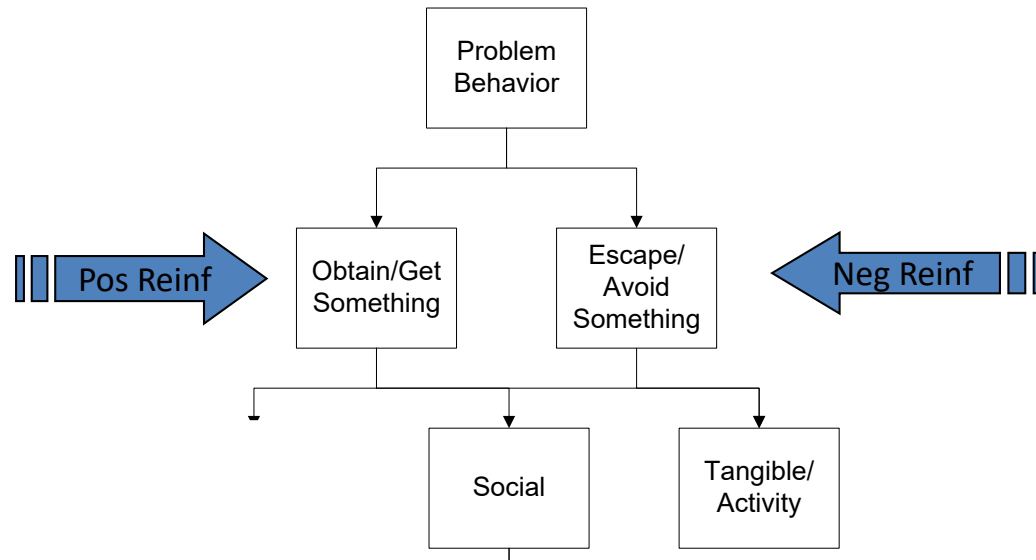 Problem
Behavior
Pos Reinf
Obtain/Get
Something
Escape/
Avoid
Something
Neg Reinf
Social
Tangible/
Activity